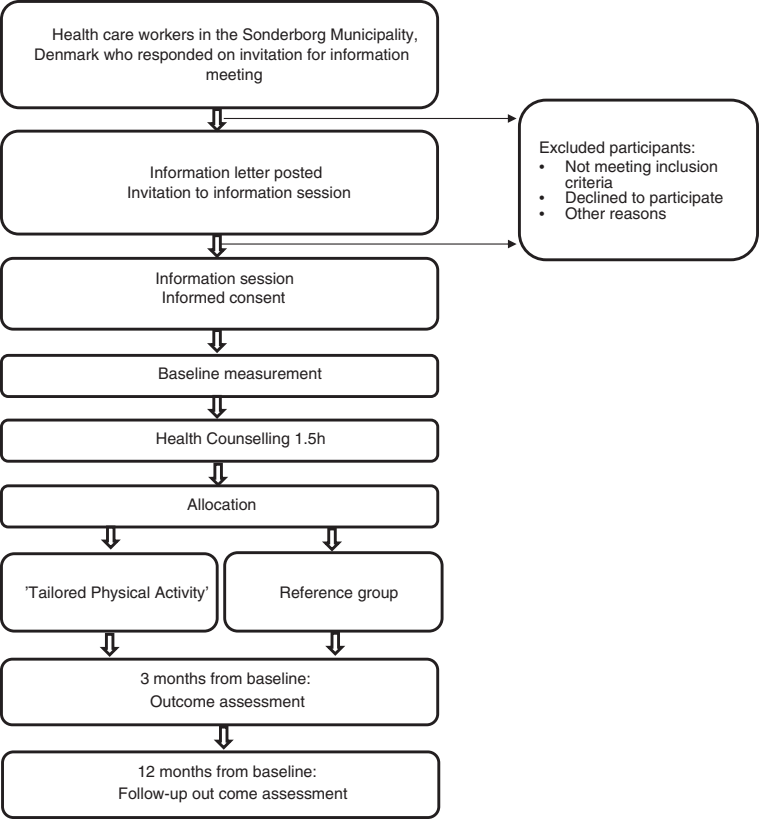 Health care workers in the Sonderborg Municipality,
Denmark who responded on invitation for information
meeting
Information letter posted
Invitation to information session
Excluded participants:
• Not meeting inclusion
criteria
• Declined to participate
• Other reasons
Information session
Informed consent
Baseline measurement
Health Counselling 1.5h
Allocation
'Tailored Physical Activity'
Reference group
3 months from baseline:
Outcome assessment
12 months from baseline:
Follow-up out come assessment